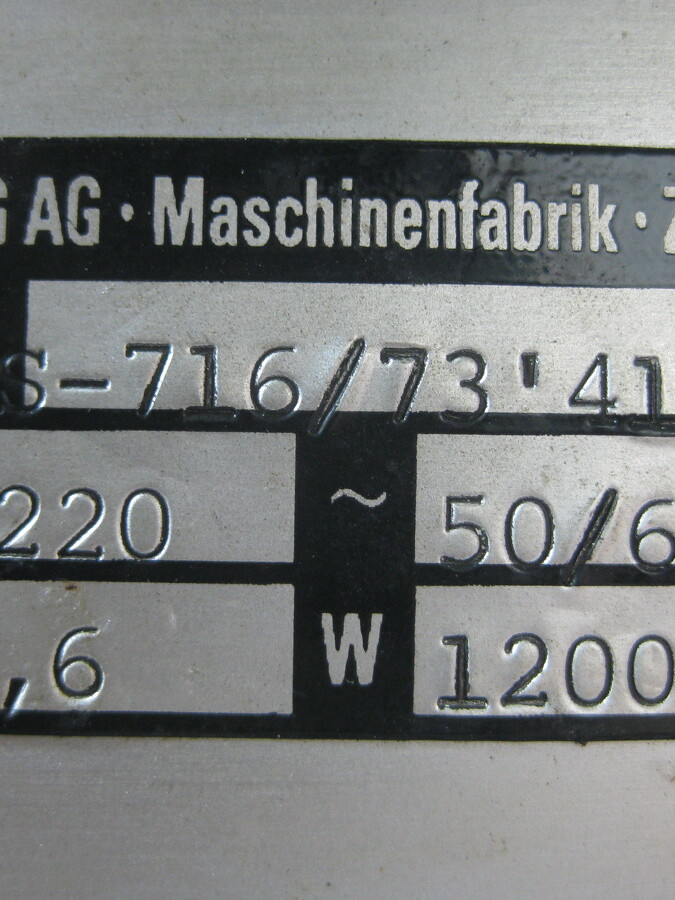 G AG · Maschinenfabrik · Z
S-716/73'41
220 ~ 50/6
,6 W 1200